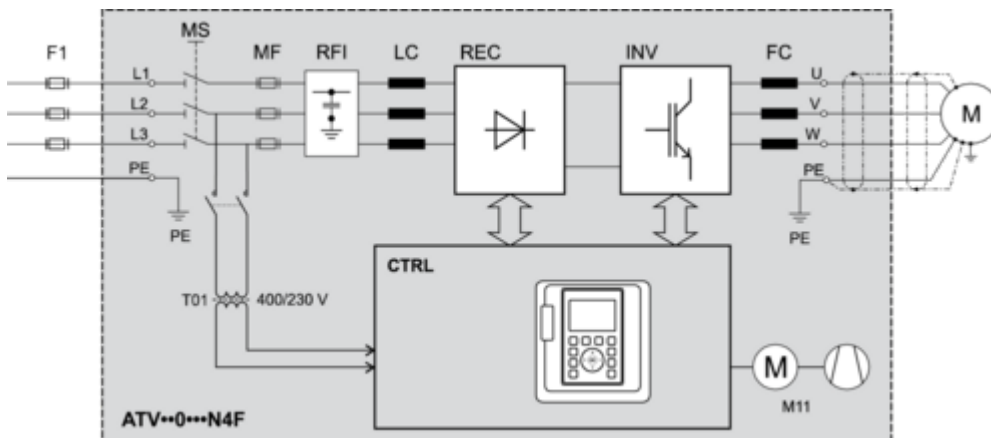 MS
F1
MF
RFI
LC
REC
INV
FC
L1
U
L2
V
M
L3
W
PE
PE
PE
PE
CTRL
T01
400/230 V
M
M11
ATV••0•••N4F